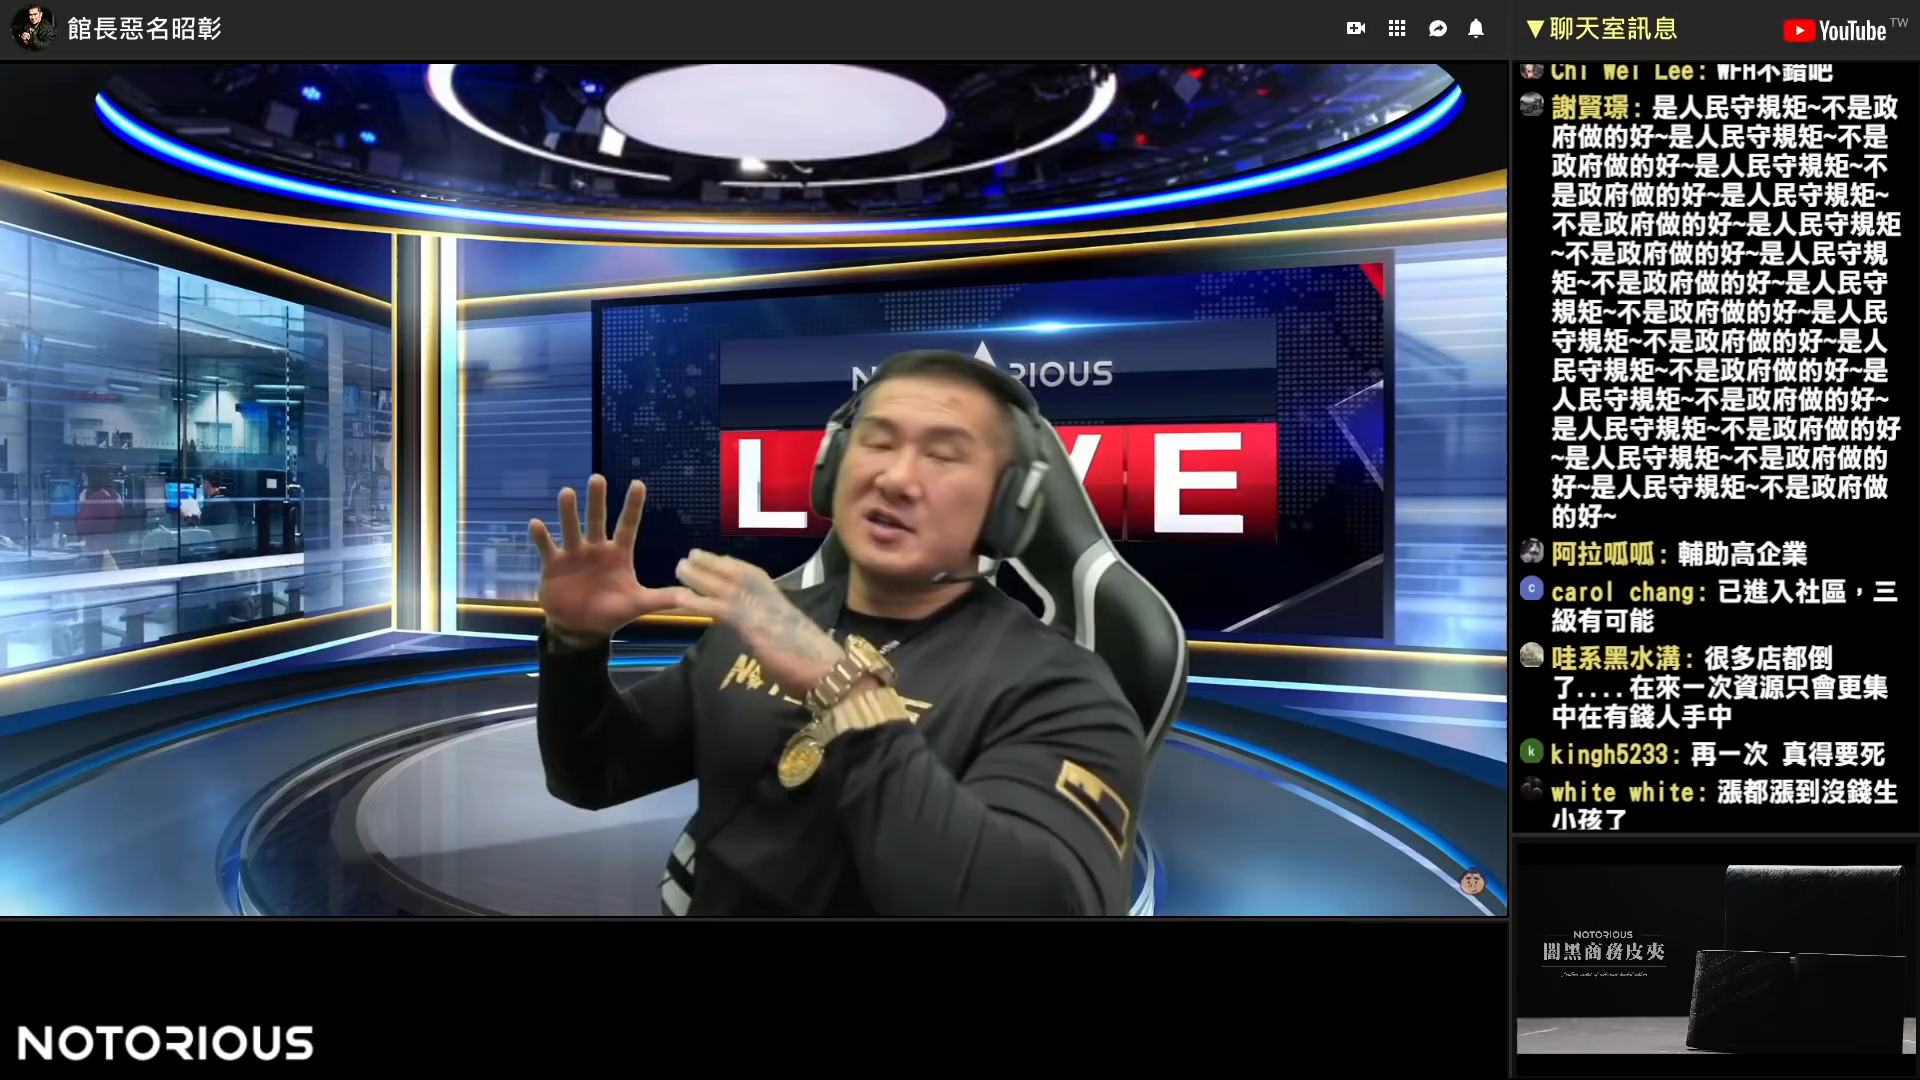 館長惡名昭彰
▼聊天室訊息
YouTube TW
Chi Wei Lee: WFH不錯吧
謝賢璟: 是人民守規矩~不是政
府做的好~是人民守規矩~不是
政府做的好~是人民守規矩~不
是政府做的好~是人民守規矩~
不是政府做的好~是人民守規矩
~不是政府做的好~是人民守規
矩~不是政府做的好~是人民守
規矩~不是政府做的好~是人民
守規矩~不是政府做的好~是人
民守規矩~不是政府做的好~是
人民守規矩~不是政府做的好~
是人民守規矩~不是政府做的好
~是人民守規矩~不是政府做的
好~是人民守規矩~不是政府做
的好~
阿拉呱呱: 輔助高企業
carol chang: 已進入社區，三
級有可能
哇系黑水溝: 很多店都倒
了....在來一次資源只會更集
中在有錢人手中
kingh5233: 再一次 真得要死
white white: 漲都漲到沒錢生
小孩了
RIOUS
L VE
NOTORIOUS
闇黑商務皮夾
NOTORIOUS